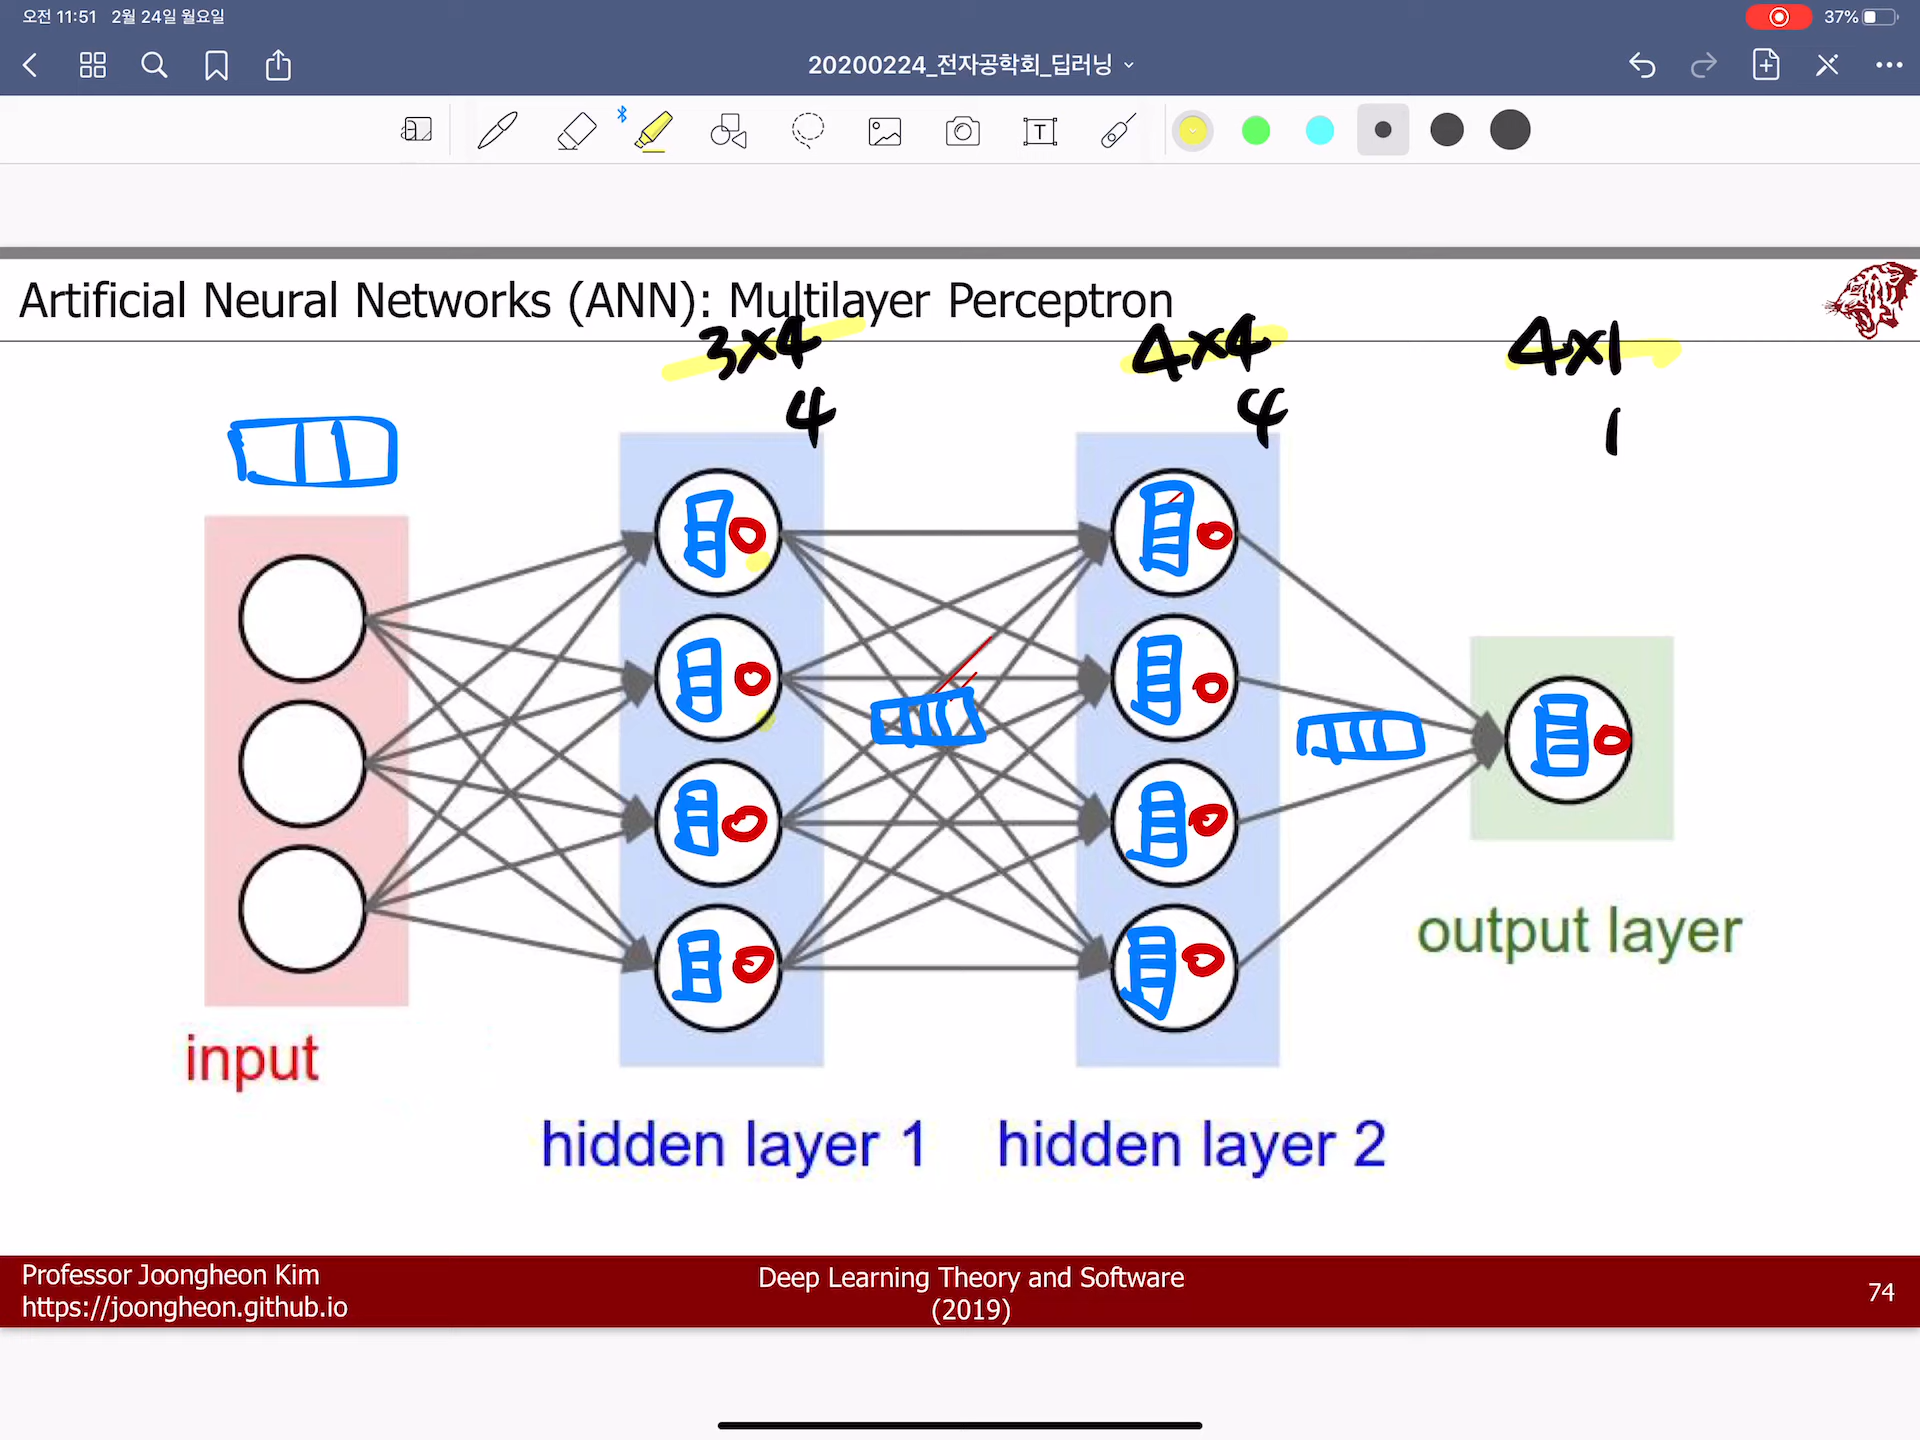 오전 11:51 2월 24일 월요일
37%
20200224_전자공학회_딥러닝
a
T
Artificial Neural Networks (ANN): Multilayer Perceptron
3x4
4
4x4
4
4x1
1
input
hidden layer 1
hidden layer 2
output layer
Professor Joongheon Kim
https://joongheon.github.io
Deep Learning Theory and Software
(2019)
74